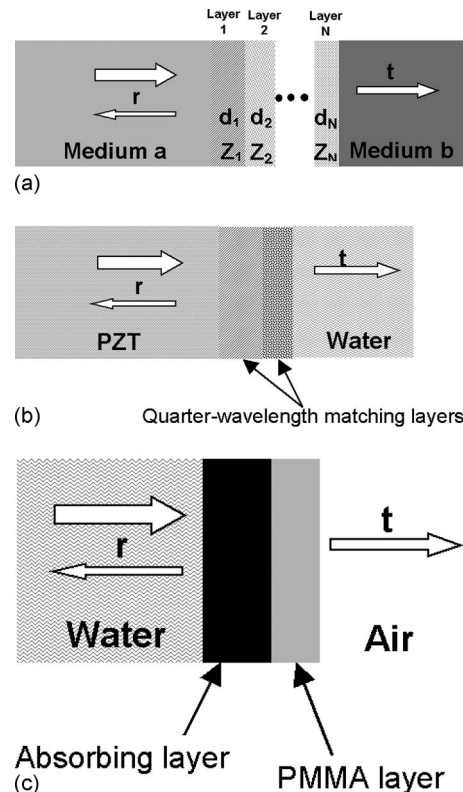 Layer 1 Layer 2 Layer N
r t
d1 d2 dN
Medium a Z1 Z2 ZN Medium b
(a)
r t
PZT Water
(b) Quarter-wavelength matching layers
r t
Water Air
Absorbing layer
(c) PMMA layer